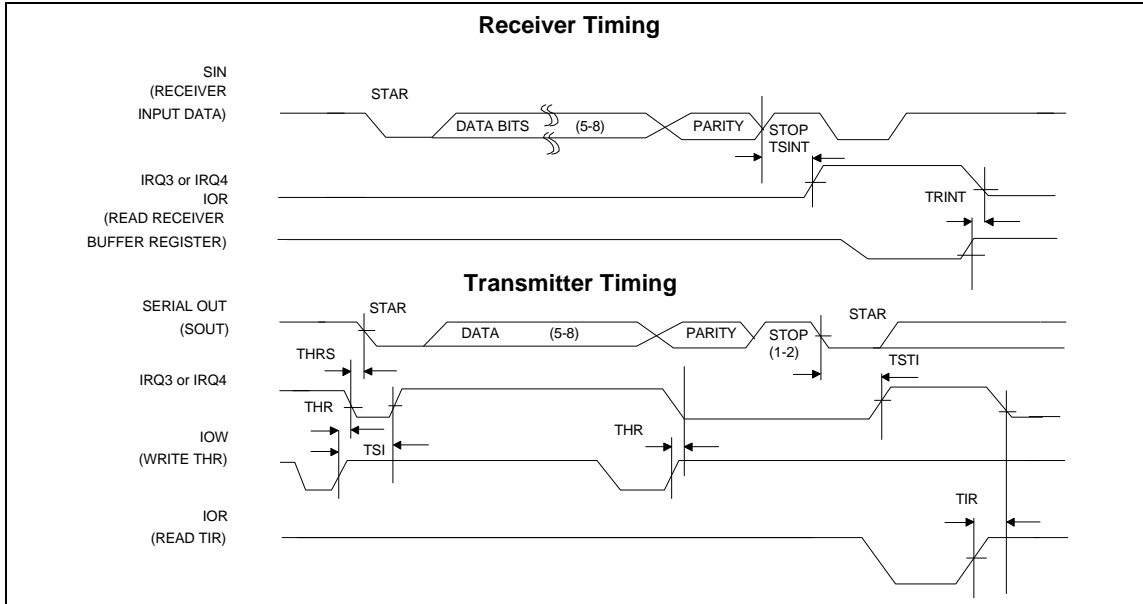 Receiver Timing
SIN
(RECEIVER
INPUT DATA)
STAR
DATA BITS (5-8)
PARITY
STOP
TSINT
IRQ3 or IRQ4
IOR
(READ RECEIVER
BUFFER REGISTER)
TRINT
Transmitter Timing
SERIAL OUT
(SOUT)
STAR
DATA (5-8)
PARITY
STOP
(1-2)
STAR
THRS
TSTI
IRQ3 or IRQ4
THR
THR
IOW
(WRITE THR)
TSI
TIR
IOR
(READ TIR)